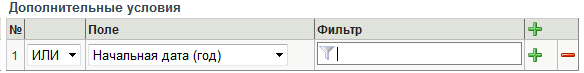 Дополнительные условия
№ Поле Фильтр
1 ИЛИ Начальная дата (год)